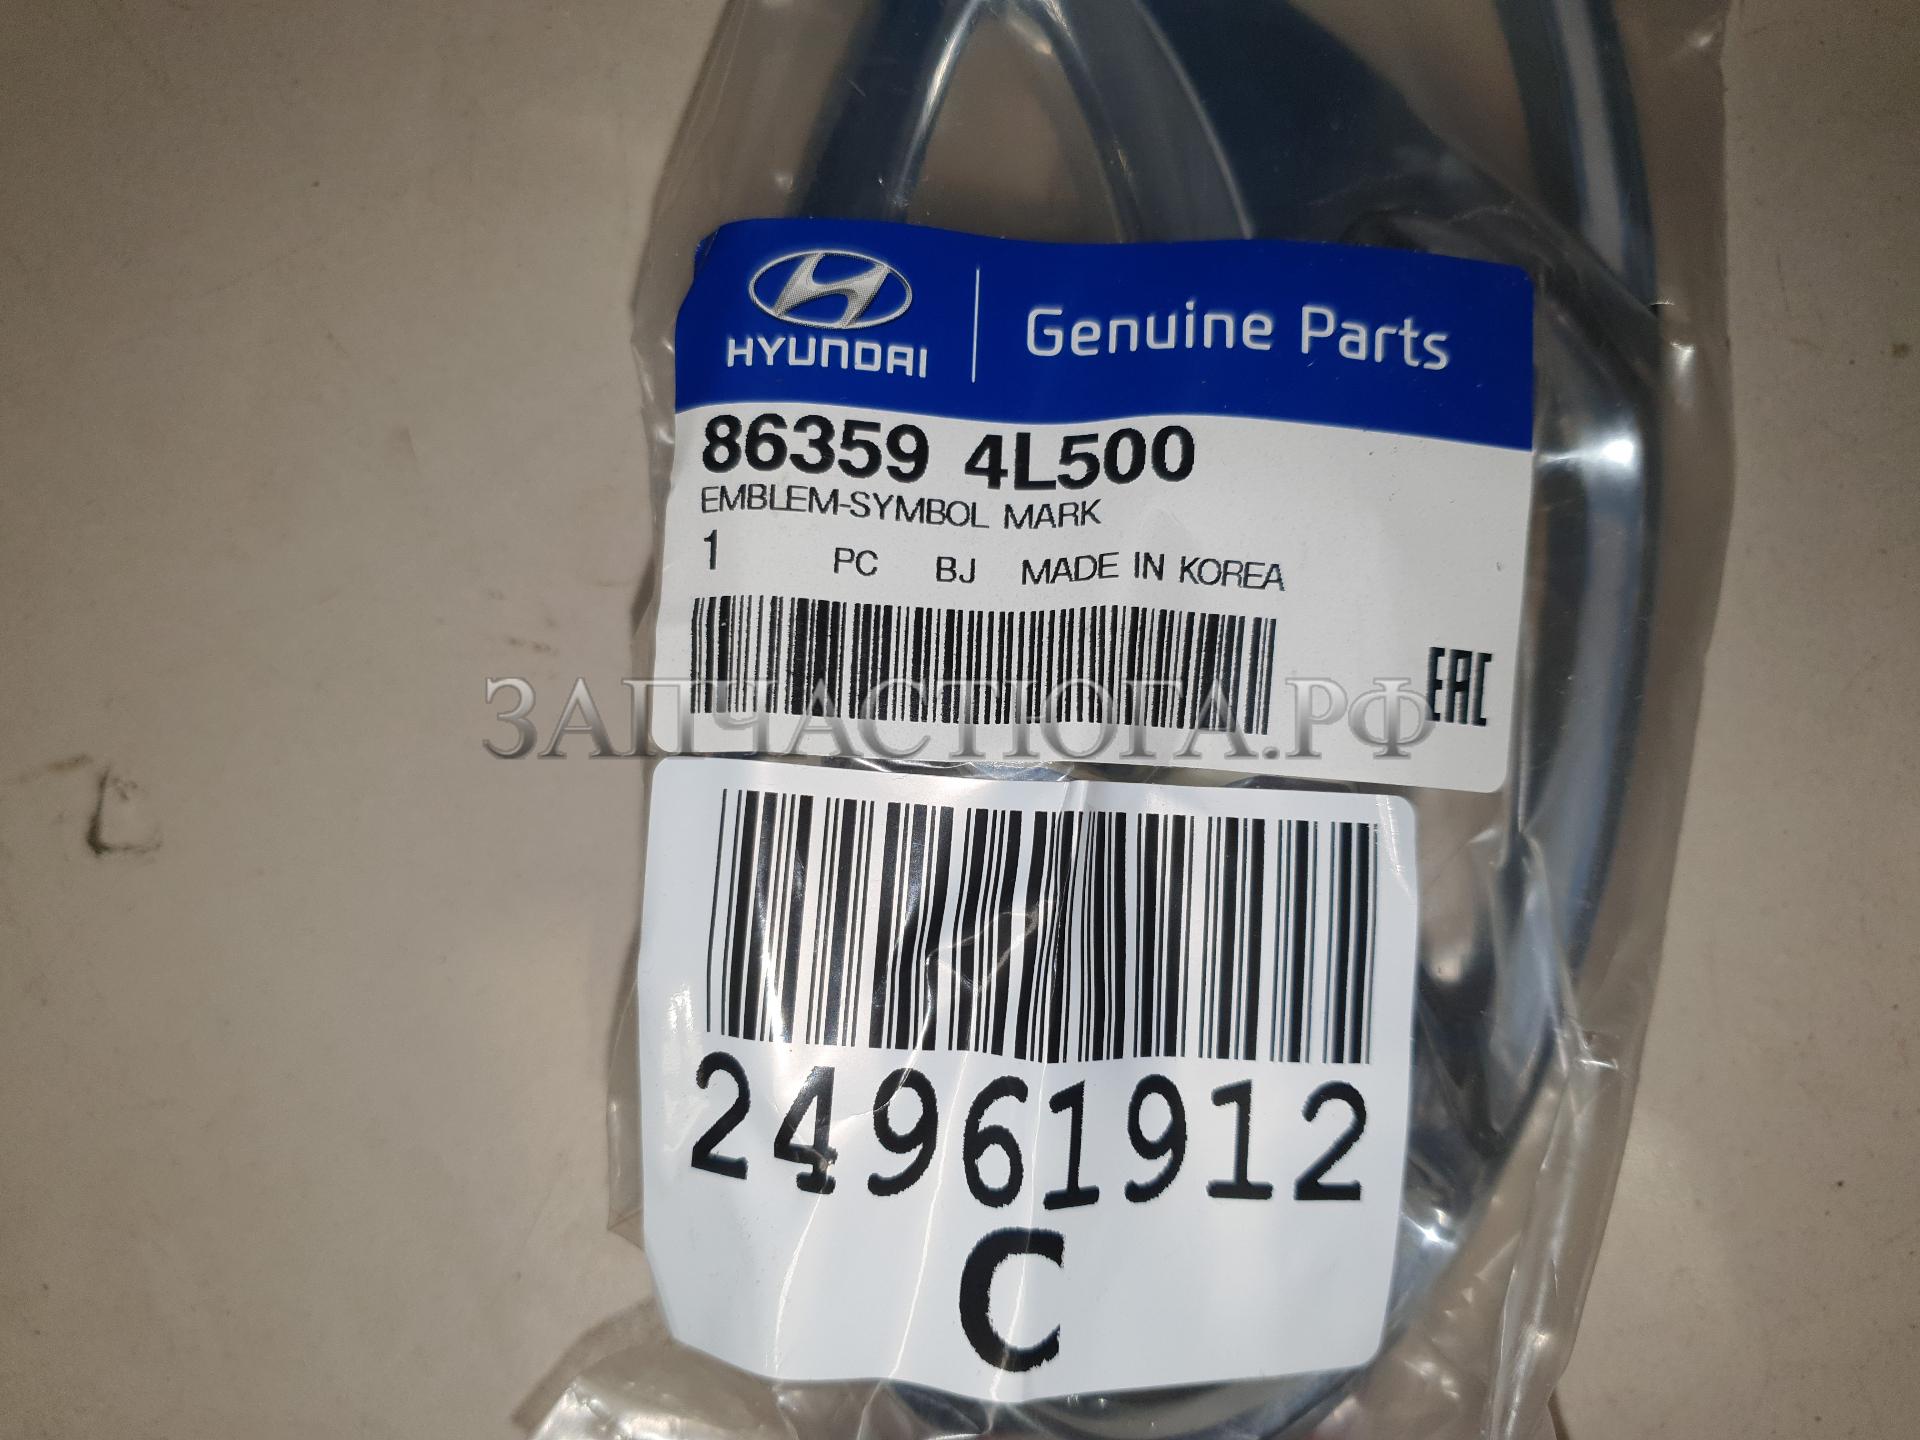 HYUNDAI
Genuine Parts
86359 4L500
EMBLEM-SYMBOL MARK
1 PC BJ MADE IN KOREA
EAC
ЗАПЧАСТЮГА.РФ
24961912
C